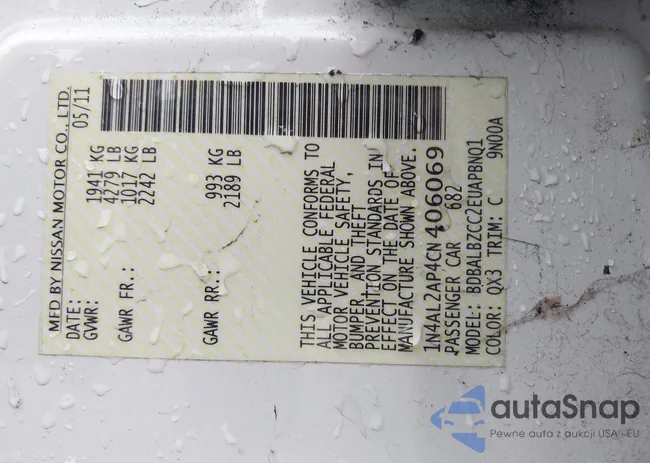 MFD BY NISSAN MOTOR CO., LTD.
DATE: 05/11
GVWR: 1941 KG
4279 LB
GAWR FR.: 1017 KG
2242 LB
GAWR RR.: 993 KG
2189 LB
THIS VEHICLE CONFORMS TO
ALL APPLICABLE FEDERAL
MOTOR VEHICLE SAFETY,
BUMPER, AND THEFT
PREVENTION STANDARDS IN
EFFECT ON THE DATE OF
MANUFACTURE SHOWN ABOVE.
1N4AL2AP4CN406069
PASSENGER CAR 682
MODEL: BDBALBZCC2EUAPBNQ1
COLOR: QX3 TRIM: C 9N00A
autaSnap
Pewne auta z aukcji USA i EU